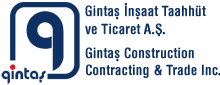 gintaş
Gintaş İnşaat Taahhüt
ve Ticaret A.Ş.
Gintaş Construction
Contracting & Trade Inc.